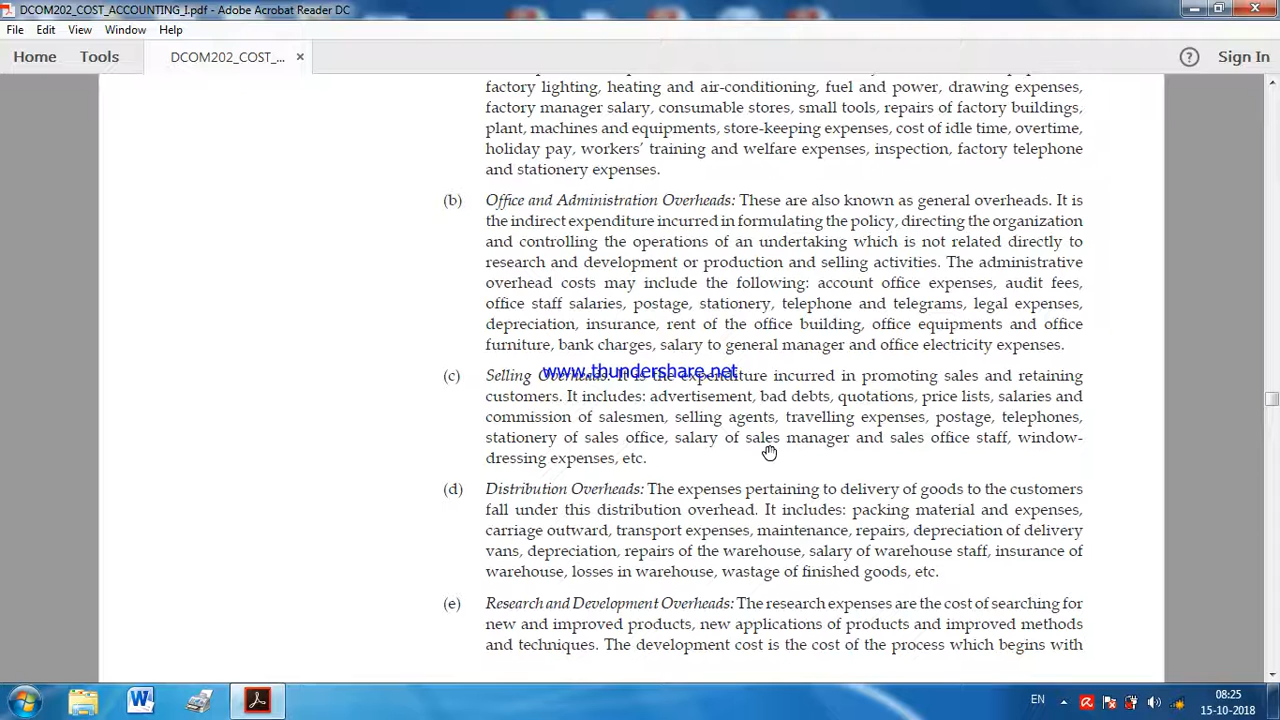 DCOM202_COST_ACCOUNTING_I.pdf - Adobe Acrobat Reader DC
File Edit View Window Help
Home Tools DCOM202_COST_... × ? Sign In
factory lighting, heating and air-conditioning, fuel and power, drawing expenses,
factory manager salary, consumable stores, small tools, repairs of factory buildings,
plant, machines and equipments, store-keeping expenses, cost of idle time, overtime,
holiday pay, workers' training and welfare expenses, inspection, factory telephone
and stationery expenses.
(b) Office and Administration Overheads: These are also known as general overheads. It is
the indirect expenditure incurred in formulating the policy, directing the organization
and controlling the operations of an undertaking which is not related directly to
research and development or production and selling activities. The administrative
overhead costs may include the following: account office expenses, audit fees,
office staff salaries, postage, stationery, telephone and telegrams, legal expenses,
depreciation, insurance, rent of the office building, office equipments and office
furniture, bank charges, salary to general manager and office electricity expenses.
www.thundershare.net
(c) Selling Overheads: It is the expenditure incurred in promoting sales and retaining
customers. It includes: advertisement, bad debts, quotations, price lists, salaries and
commission of salesmen, selling agents, travelling expenses, postage, telephones,
stationery of sales office, salary of sales manager and sales office staff, window-
dressing expenses, etc.
(d) Distribution Overheads: The expenses pertaining to delivery of goods to the customers
fall under this distribution overhead. It includes: packing material and expenses,
carriage outward, transport expenses, maintenance, repairs, depreciation of delivery
vans, depreciation, repairs of the warehouse, salary of warehouse staff, insurance of
warehouse, losses in warehouse, wastage of finished goods, etc.
(e) Research and Development Overheads: The research expenses are the cost of searching for
new and improved products, new applications of products and improved methods
and techniques. The development cost is the cost of the process which begins with
EN 08:25
15-10-2018